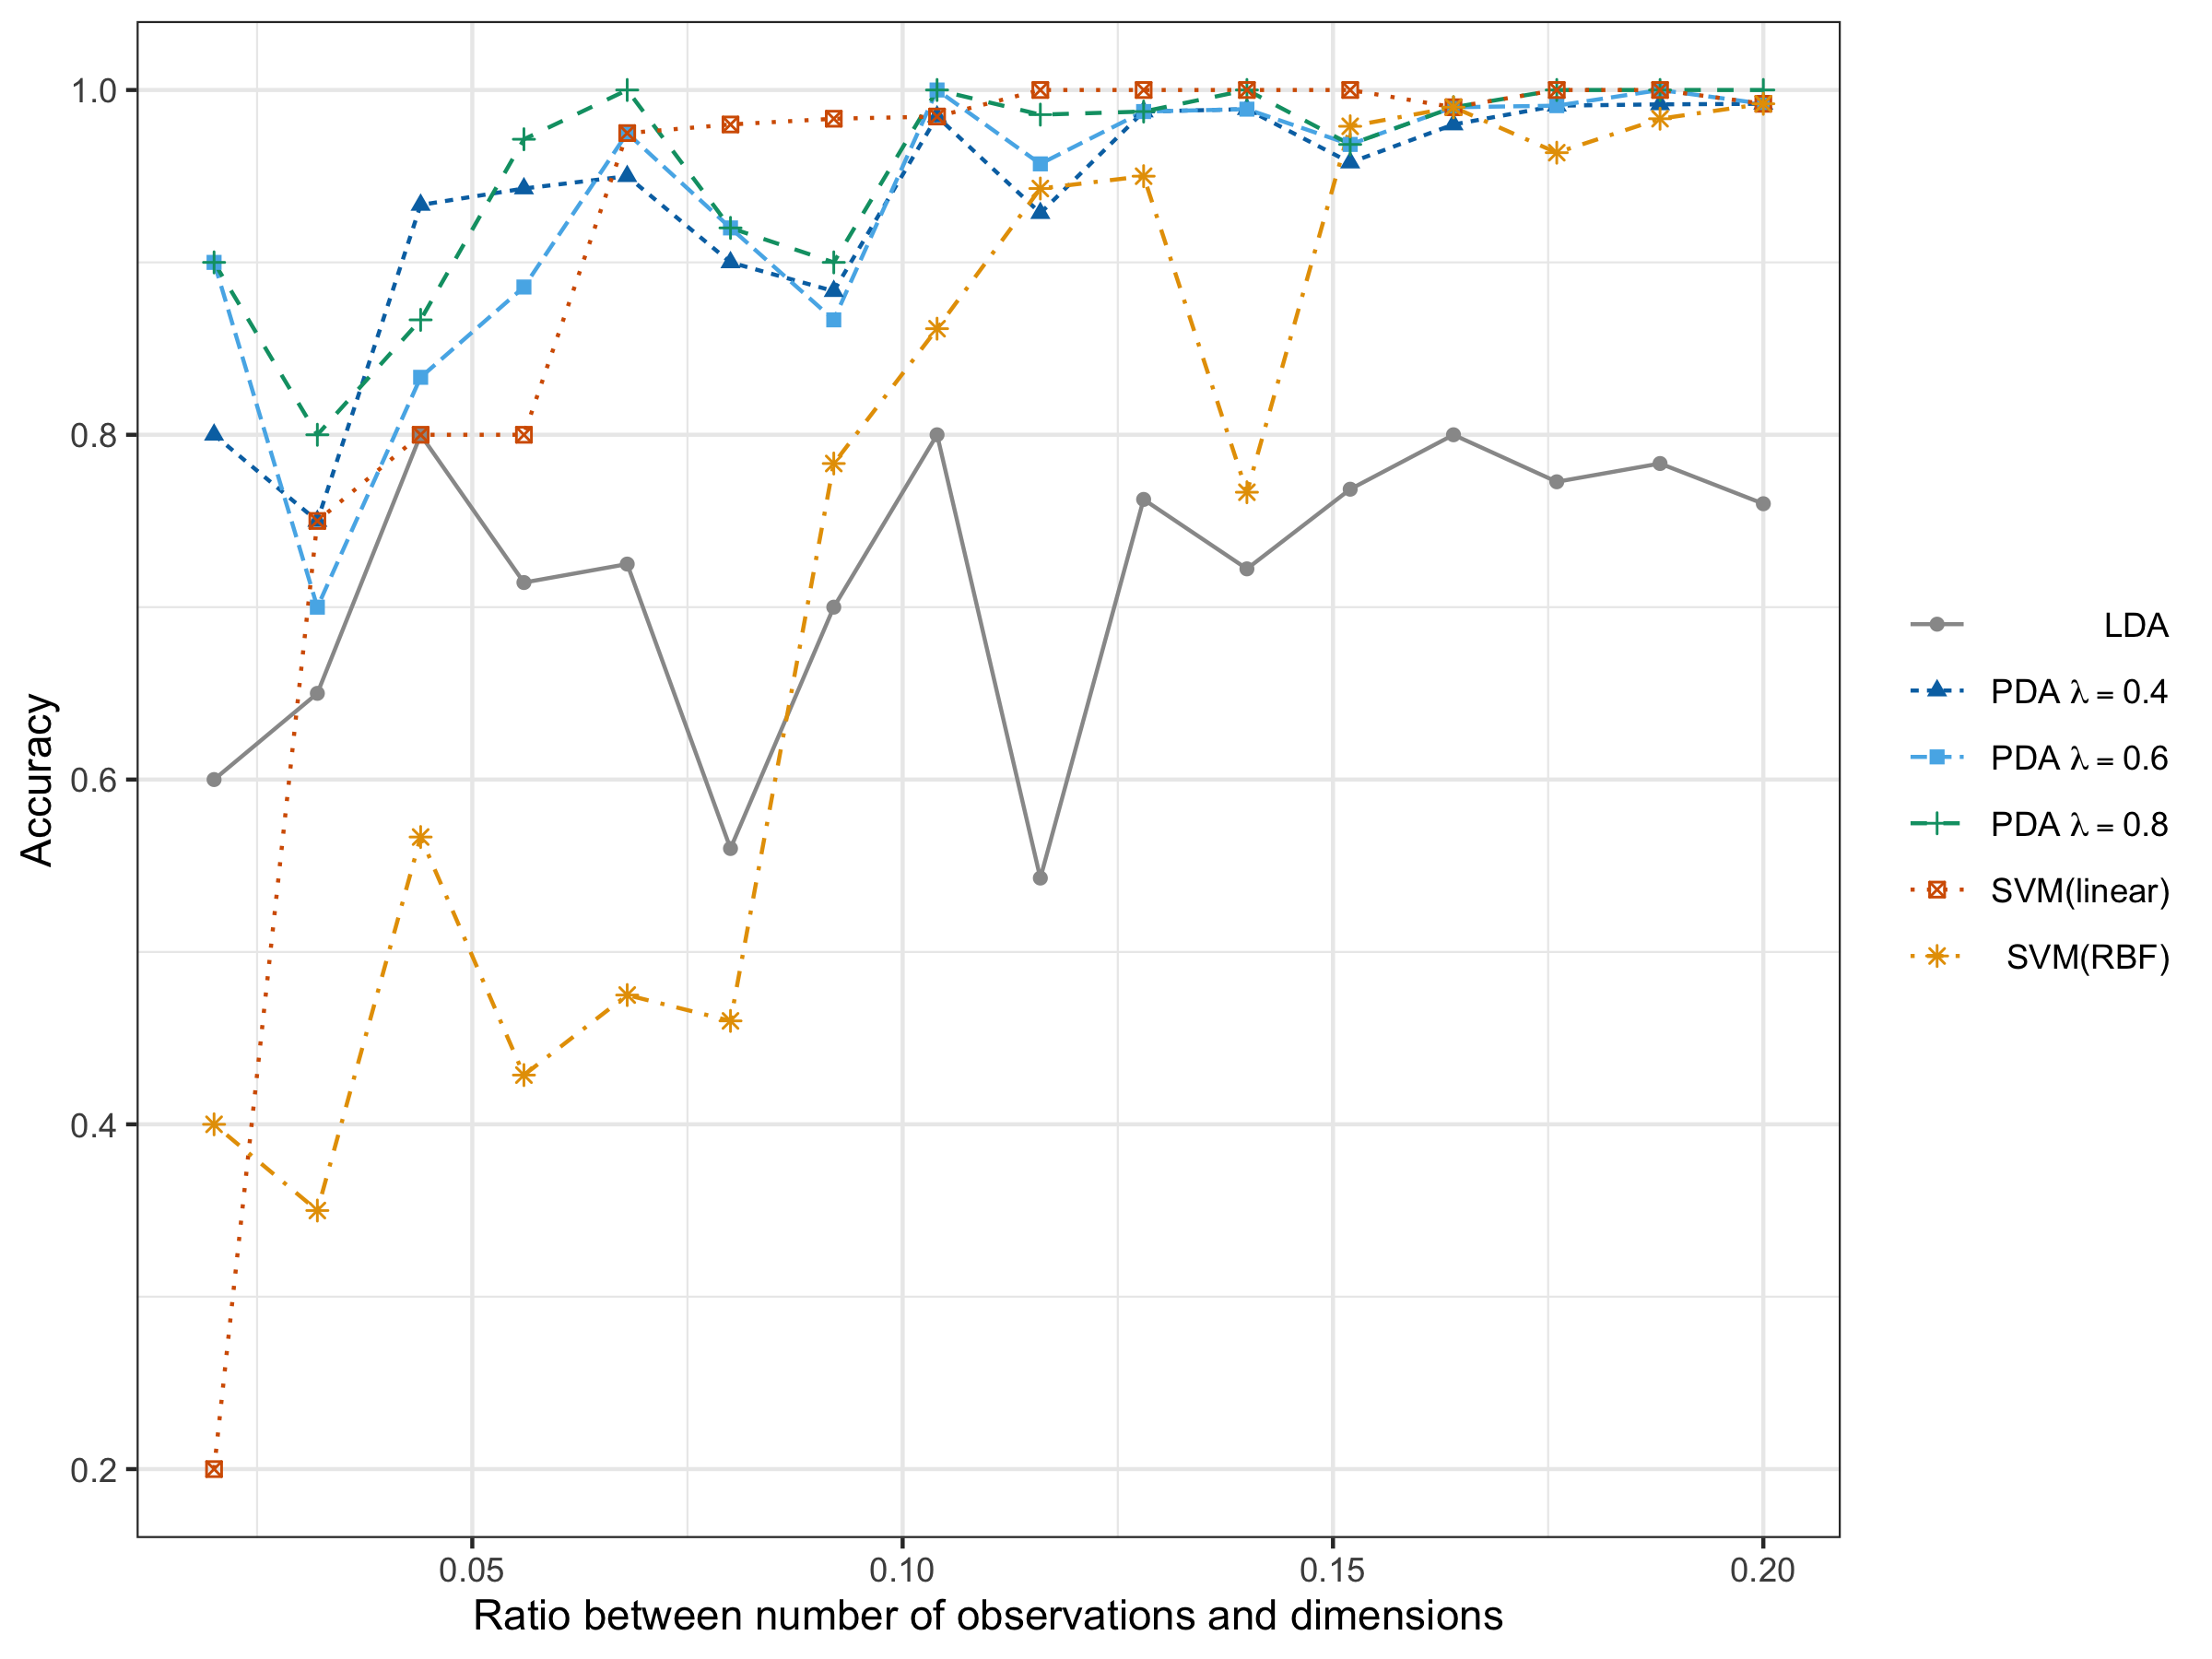 Accuracy
1.0
0.8
0.6
0.4
0.2
0.05 0.10 0.15 0.20
Ratio between number of observations and dimensions
LDA
PDA λ = 0.4
PDA λ = 0.6
PDA λ = 0.8
SVM(linear)
SVM(RBF)